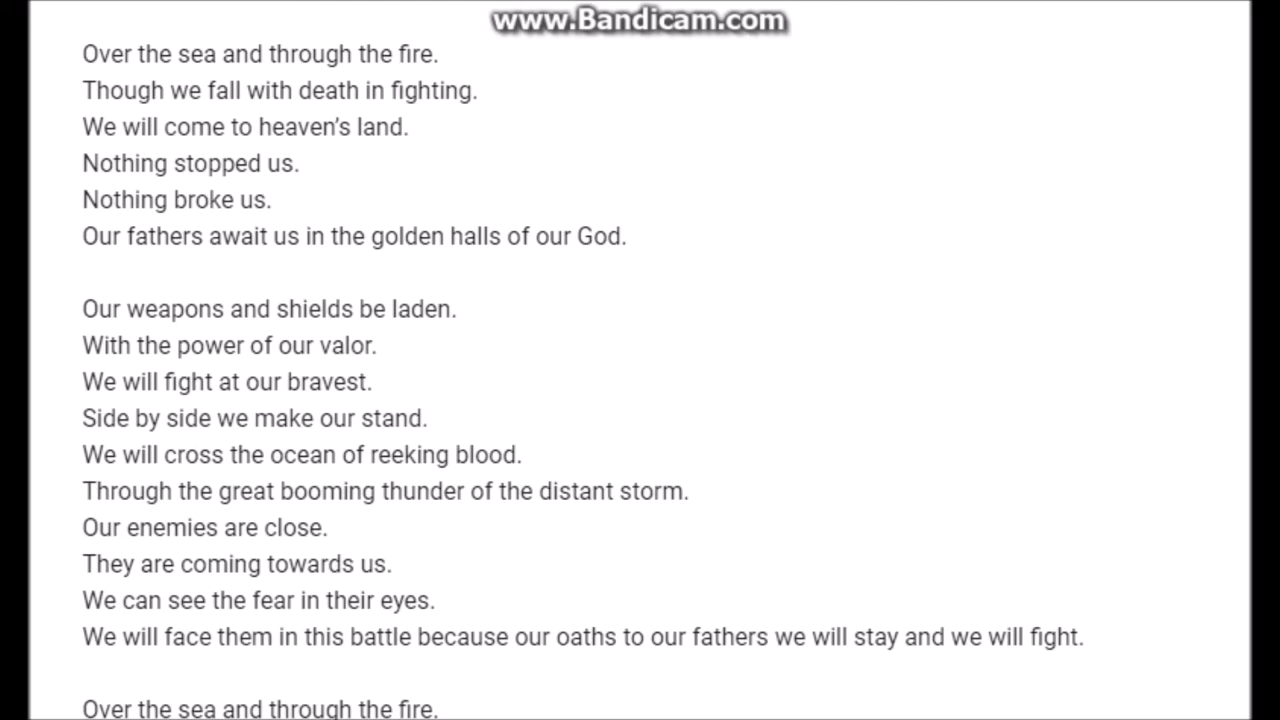 www.Bandicam.com
Over the sea and through the fire.
Though we fall with death in fighting.
We will come to heaven’s land.
Nothing stopped us.
Nothing broke us.
Our fathers await us in the golden halls of our God.
Our weapons and shields be laden.
With the power of our valor.
We will fight at our bravest.
Side by side we make our stand.
We will cross the ocean of reeking blood.
Through the great booming thunder of the distant storm.
Our enemies are close.
They are coming towards us.
We can see the fear in their eyes.
We will face them in this battle because our oaths to our fathers we will stay and we will fight.
Over the sea and through the fire.